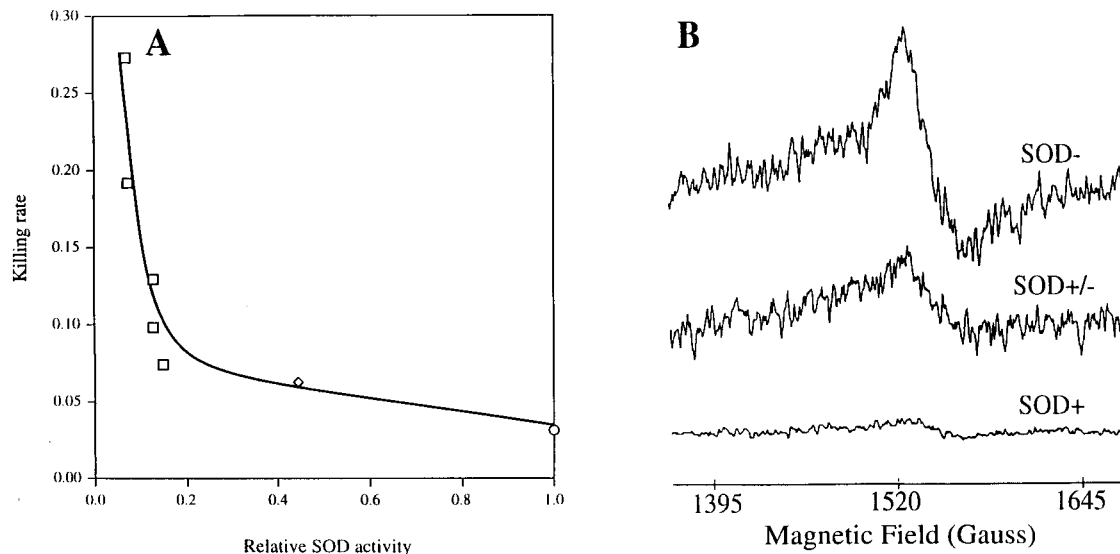 A
0.30
0.25
0.20
0.15
0.10
0.05
0.00
Killing rate
0.0 0.2 0.4 0.6 0.8 1.0
Relative SOD activity
B
SOD-
SOD+/-
SOD+
1395 1520 1645
Magnetic Field (Gauss)